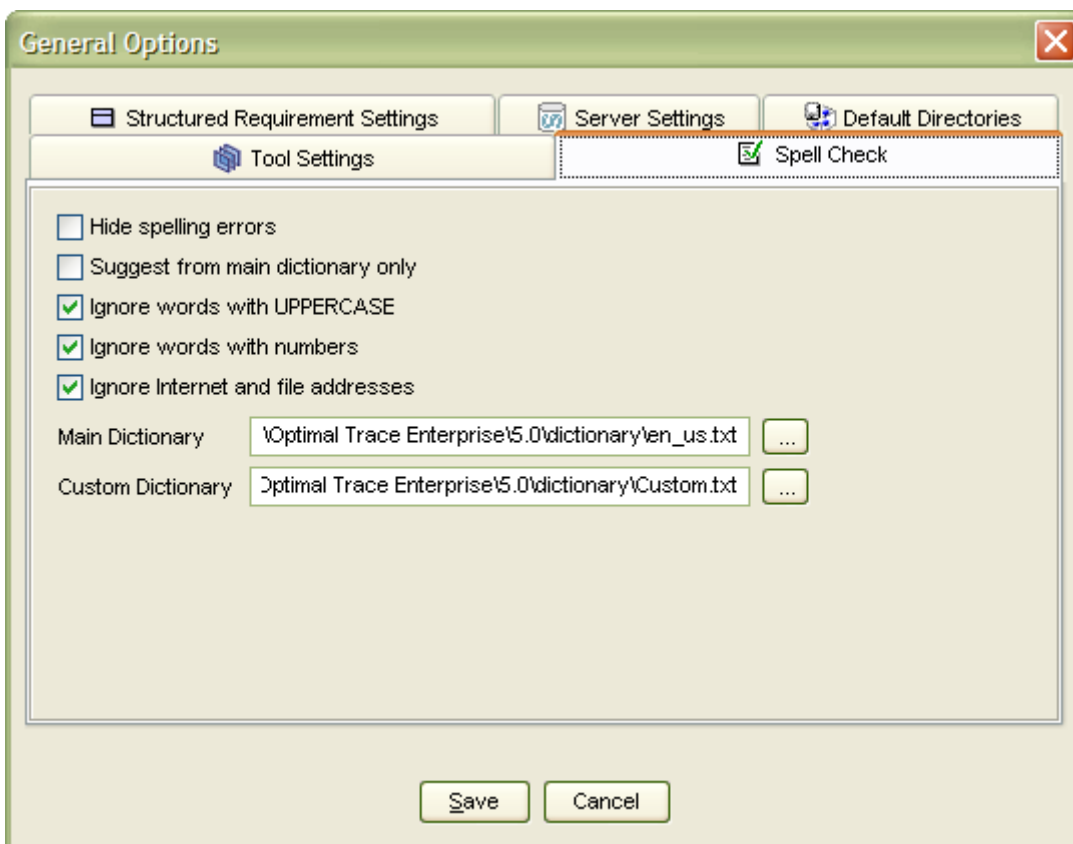 General Options
Structured Requirement Settings Server Settings Default Directories
Tool Settings Spell Check
Hide spelling errors
Suggest from main dictionary only
Ignore words with UPPERCASE
Ignore words with numbers
Ignore Internet and file addresses
Main Dictionary \Optimal Trace Enterprise\5.0\dictionary\en_us.txt ...
Custom Dictionary Optimal Trace Enterprise\5.0\dictionary\Custom.txt ...
Save Cancel